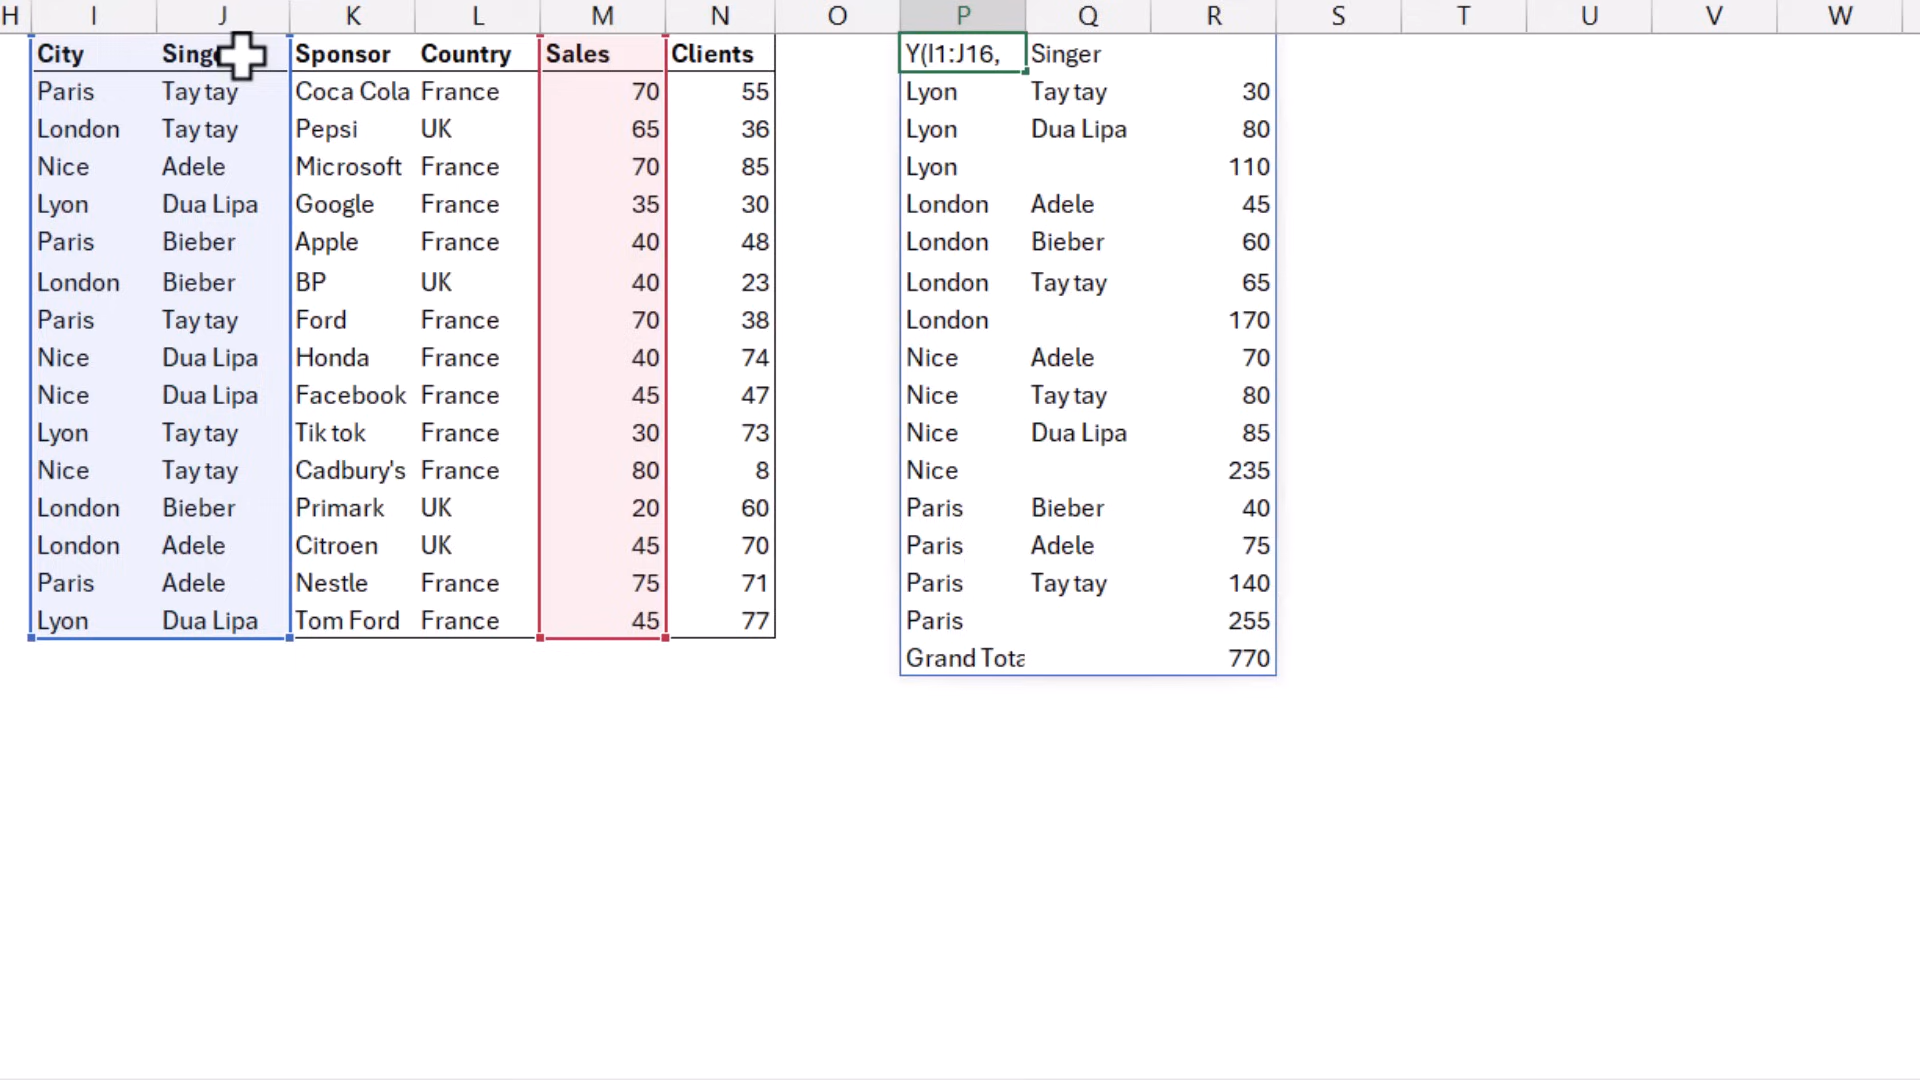 H I J K L M N O P Q R S T U V W
City Sing Sponsor Country Sales Clients Y(I1:J16, Singer
Paris Tay tay Coca Cola France 70 55 Lyon Tay tay 30
London Tay tay Pepsi UK 65 36 Lyon Dua Lipa 80
Nice Adele Microsoft France 70 85 Lyon 110
Lyon Dua Lipa Google France 35 30 London Adele 45
Paris Bieber Apple France 40 48 London Bieber 60
London Bieber BP UK 40 23 London Tay tay 65
Paris Tay tay Ford France 70 38 London 170
Nice Dua Lipa Honda France 40 74 Nice Adele 70
Nice Dua Lipa Facebook France 45 47 Nice Tay tay 80
Lyon Tay tay Tik tok France 30 73 Nice Dua Lipa 85
Nice Tay tay Cadbury's France 80 8 Nice 235
London Bieber Primark UK 20 60 Paris Bieber 40
London Adele Citroen UK 45 70 Paris Adele 75
Paris Adele Nestle France 75 71 Paris Tay tay 140
Lyon Dua Lipa Tom Ford France 45 77 Paris 255
Grand Tota 770